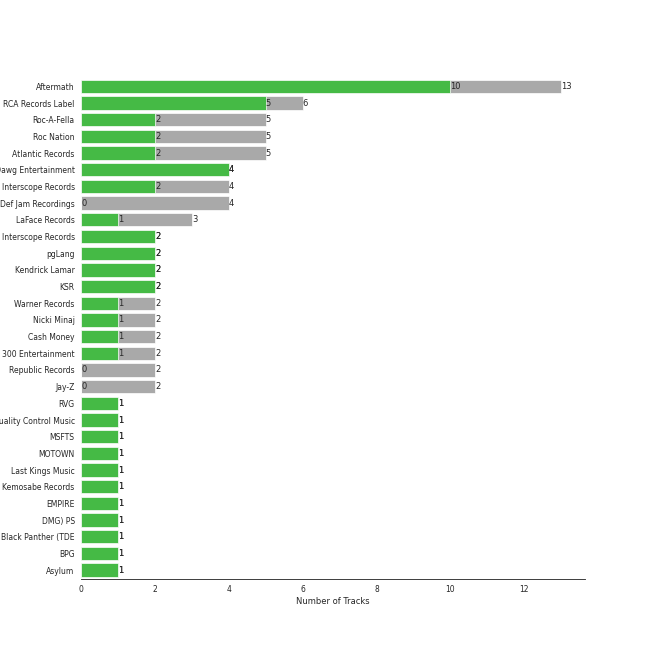 Aftermath 10 13
RCA Records Label 5 6
Roc-A-Fella 2 5
Roc Nation 2 5
Atlantic Records 2 5
Entertainment 4
Interscope Records 2 4
Def Jam Recordings 0 4
LaFace Records 1 3
Interscope Records 2
pgLang 2
Kendrick Lamar 2
KSR 2
Warner Records 1 2
Nicki Minaj 1 2
Cash Money 1 2
300 Entertainment 1 2
Republic Records 0 2
Jay-Z 0 2
RVG 1
uality Control Music 1
MSFTS 1
MOTOWN 1
Last Kings Music 1
Kemosabe Records 1
EMPIRE 1
DMG) PS 1
Black Panther (TDE 1
BPG 1
Asylum 1
0 2 4 6 8 10 12
Number of Tracks